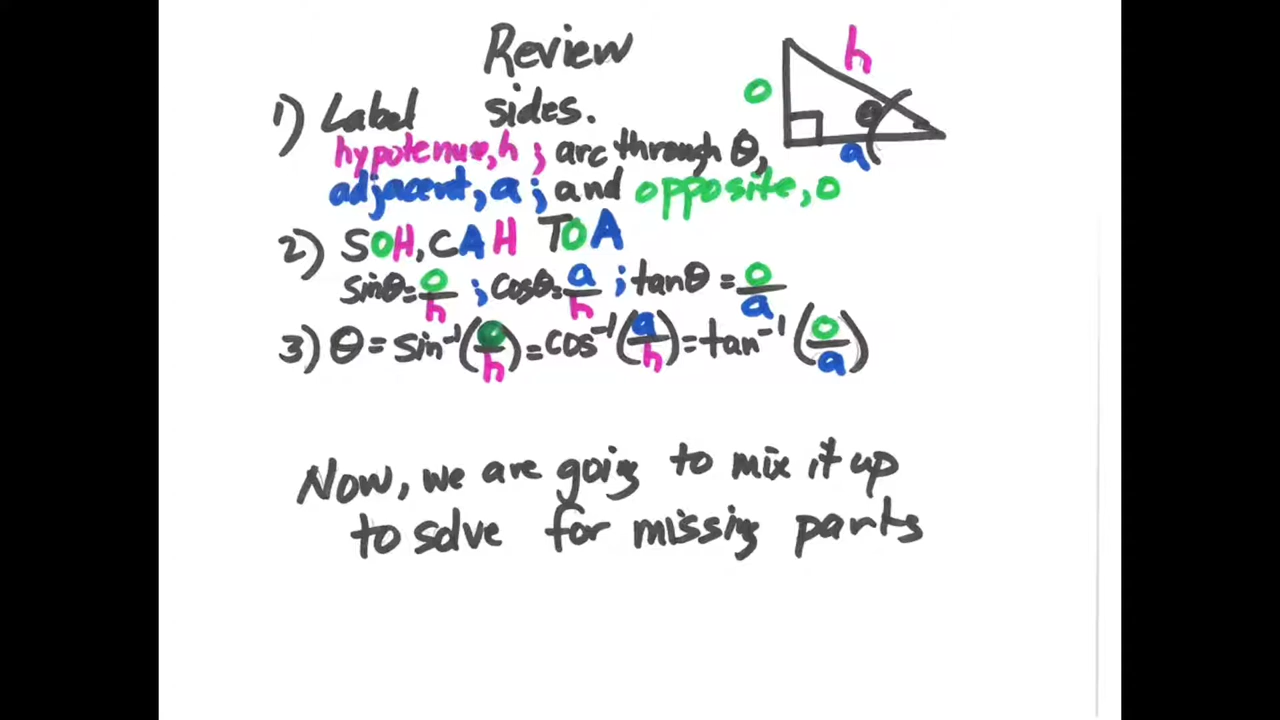 Review
1) Label sides.
hypotenuse, h ; arc through θ,
adjacent, a ; and opposite, o
h
o
θ
a
2) SOH, CAH TOA
sinθ = o/h ; cosθ = a/h ; tanθ = o/a
3) θ = sin⁻¹(o/h) = cos⁻¹(a/h) = tan⁻¹(o/a)
Now, we are going to mix it up
to solve for missing parts